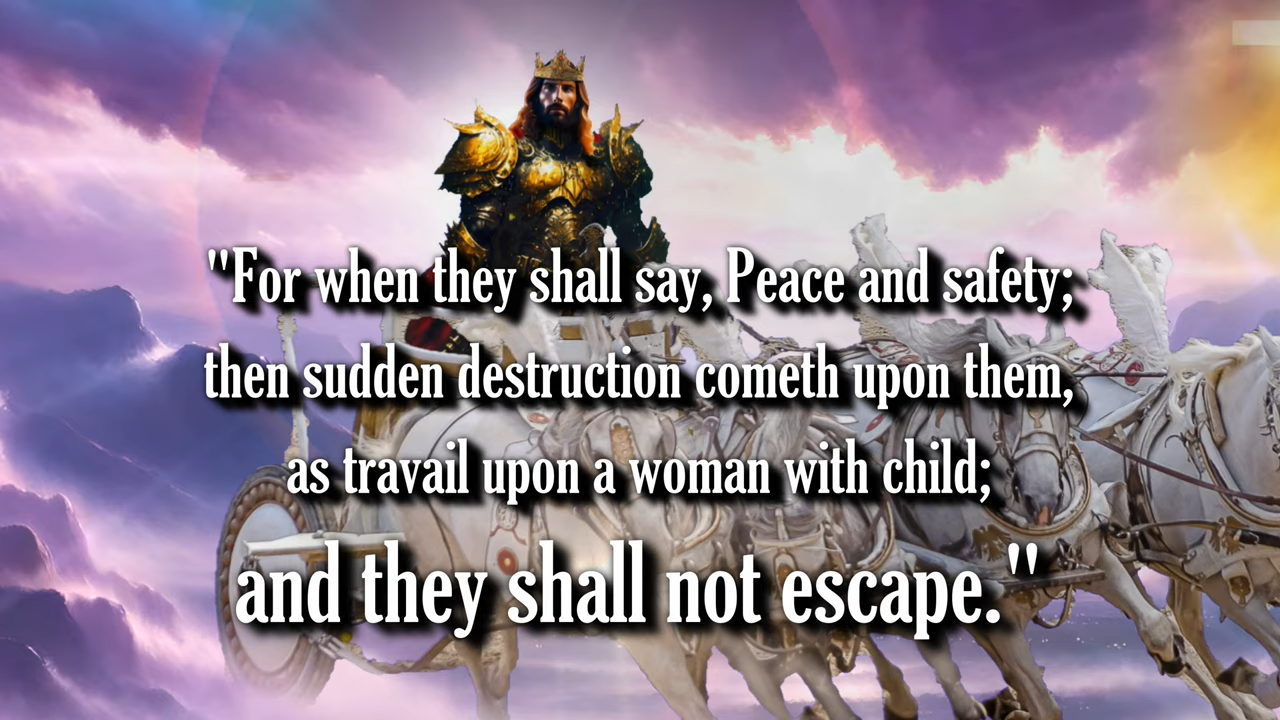 "For when they shall say, Peace and safety;
then sudden destruction cometh upon them,
as travail upon a woman with child;
and they shall not escape."